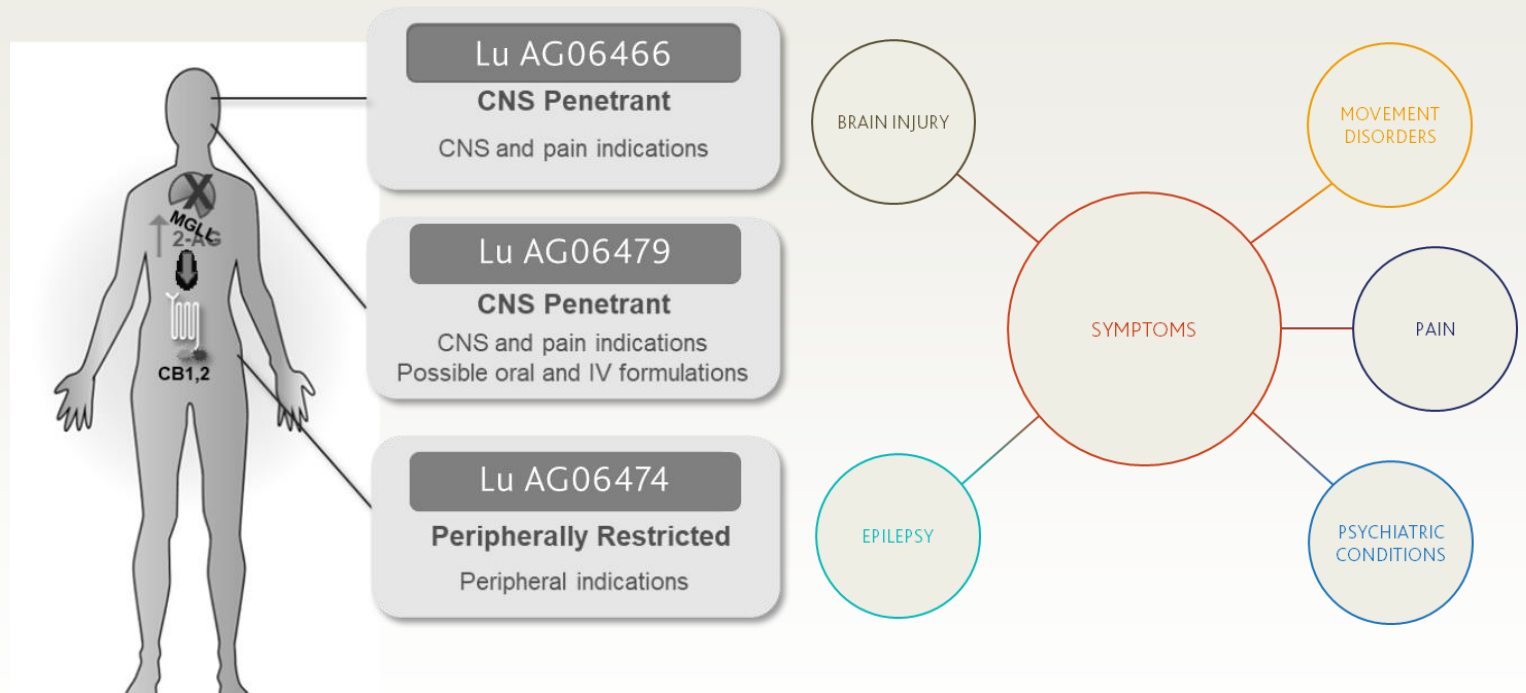 Lu AG06466
CNS Penetrant
CNS and pain indications
Lu AG06479
CNS Penetrant
CNS and pain indications
Possible oral and IV formulations
Lu AG06474
Peripherally Restricted
Peripheral indications
X
MGLL
2-AG
CB1,2
BRAIN INJURY
MOVEMENT
DISORDERS
SYMPTOMS
PAIN
EPILEPSY
PSYCHIATRIC
CONDITIONS